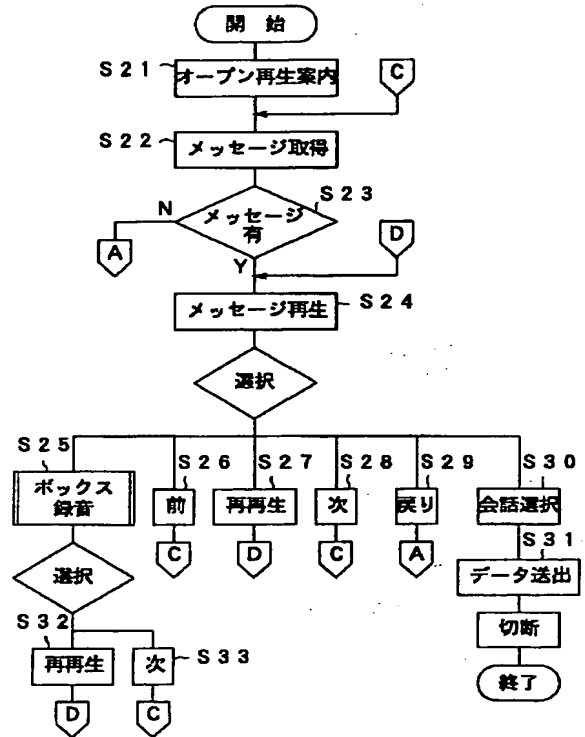 開 始
S21
オープン再生案内
C
S22
メッセージ取得
S23
メッセージ
有
N
A
D
Y
メッセージ再生
S24
選択
S25
ボックス
録音
S26
前
C
S27
再再生
D
S28
次
C
S29
戻り
A
S30
会話選択
S31
データ送出
切断
終了
選択
S32
再再生
D
次
S33
C